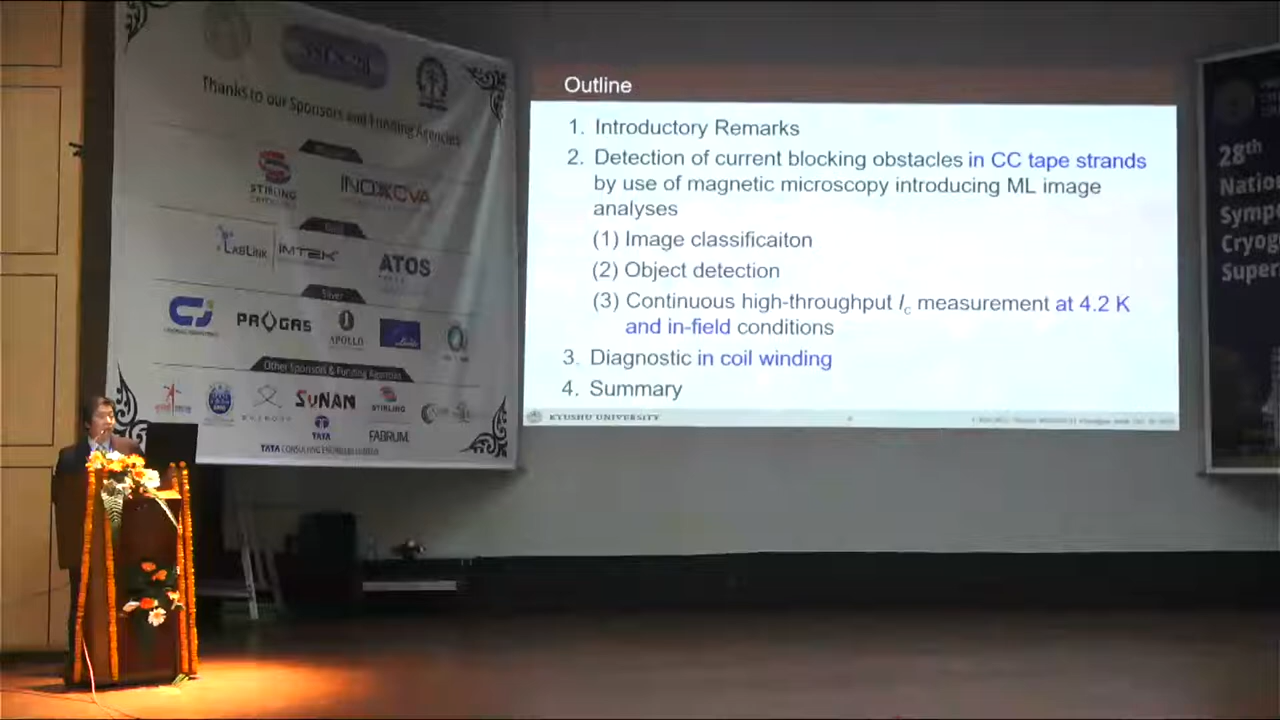 Thanks to our Sponsors and Funding Agencies
STIRLING
INOXCVA
LABLINK
IMTEK
ATOS
Silver
PROGAS
APOLLO
Other Sponsors & Funding Agencies
SuNAN
STIRLING
TATA
FABRUM
TATA CONSULTING ENGINEERS LIMITED
Outline
1. Introductory Remarks
2. Detection of current blocking obstacles in CC tape strands
by use of magnetic microscopy introducing ML image
analyses
(1) Image classificaiton
(2) Object detection
(3) Continuous high-throughput Ic measurement at 4.2 K
and in-field conditions
3. Diagnostic in coil winding
4. Summary
KYUSHU UNIVERSITY
28th
Natio
Symp
Cryog
Super